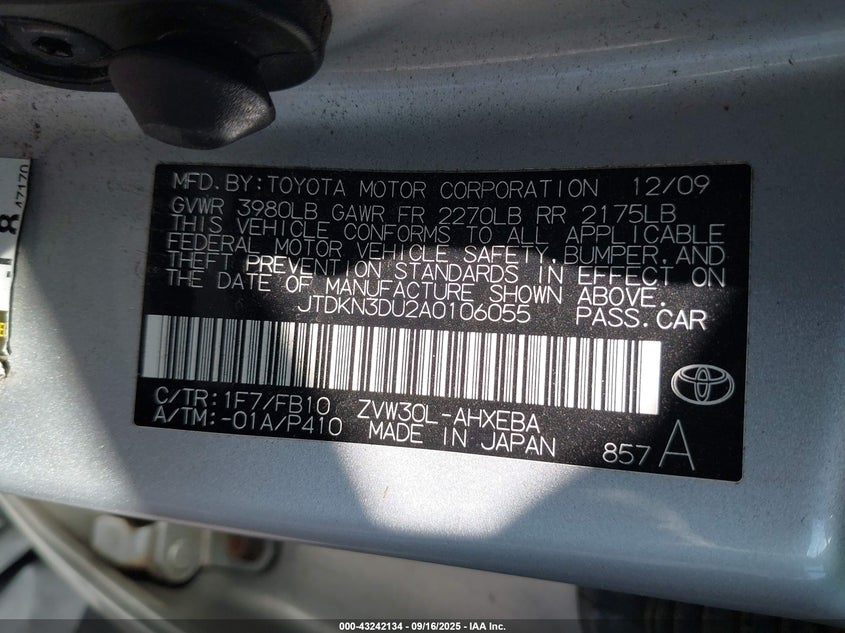 MFD. BY: TOYOTA MOTOR CORPORATION 12/09
GVWR 3980LB GAWR FR 2270LB RR 2175LB
THIS VEHICLE CONFORMS TO ALL APPLICABLE
FEDERAL MOTOR VEHICLE SAFETY, BUMPER, AND
THEFT PREVENTION STANDARDS IN EFFECT ON
THE DATE OF MANUFACTURE SHOWN ABOVE.
JTDKN3DU2A0106055 PASS. CAR
C/TR: 1F7/FB10 ZVW30L-AHXEBA
A/TM: -01A/P410 MADE IN JAPAN 857 A
47170
000-43242134 - 09/16/2025 - IAA Inc.